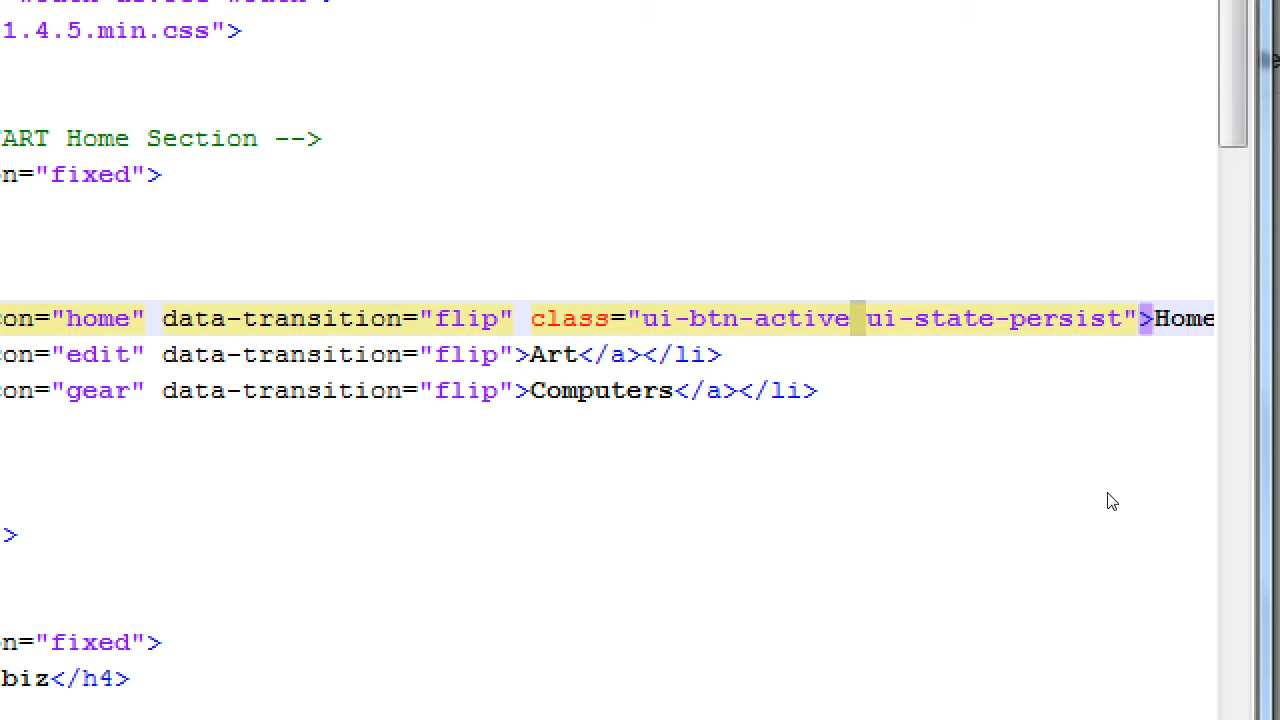 1.4.5.min.css">
ART Home Section -->
on="fixed">
on="home" data-transition="flip" class="ui-btn-active ui-state-persist">Home
on="edit" data-transition="flip">Art</a></li>
on="gear" data-transition="flip">Computers</a></li>
>
on="fixed">
biz</h4>